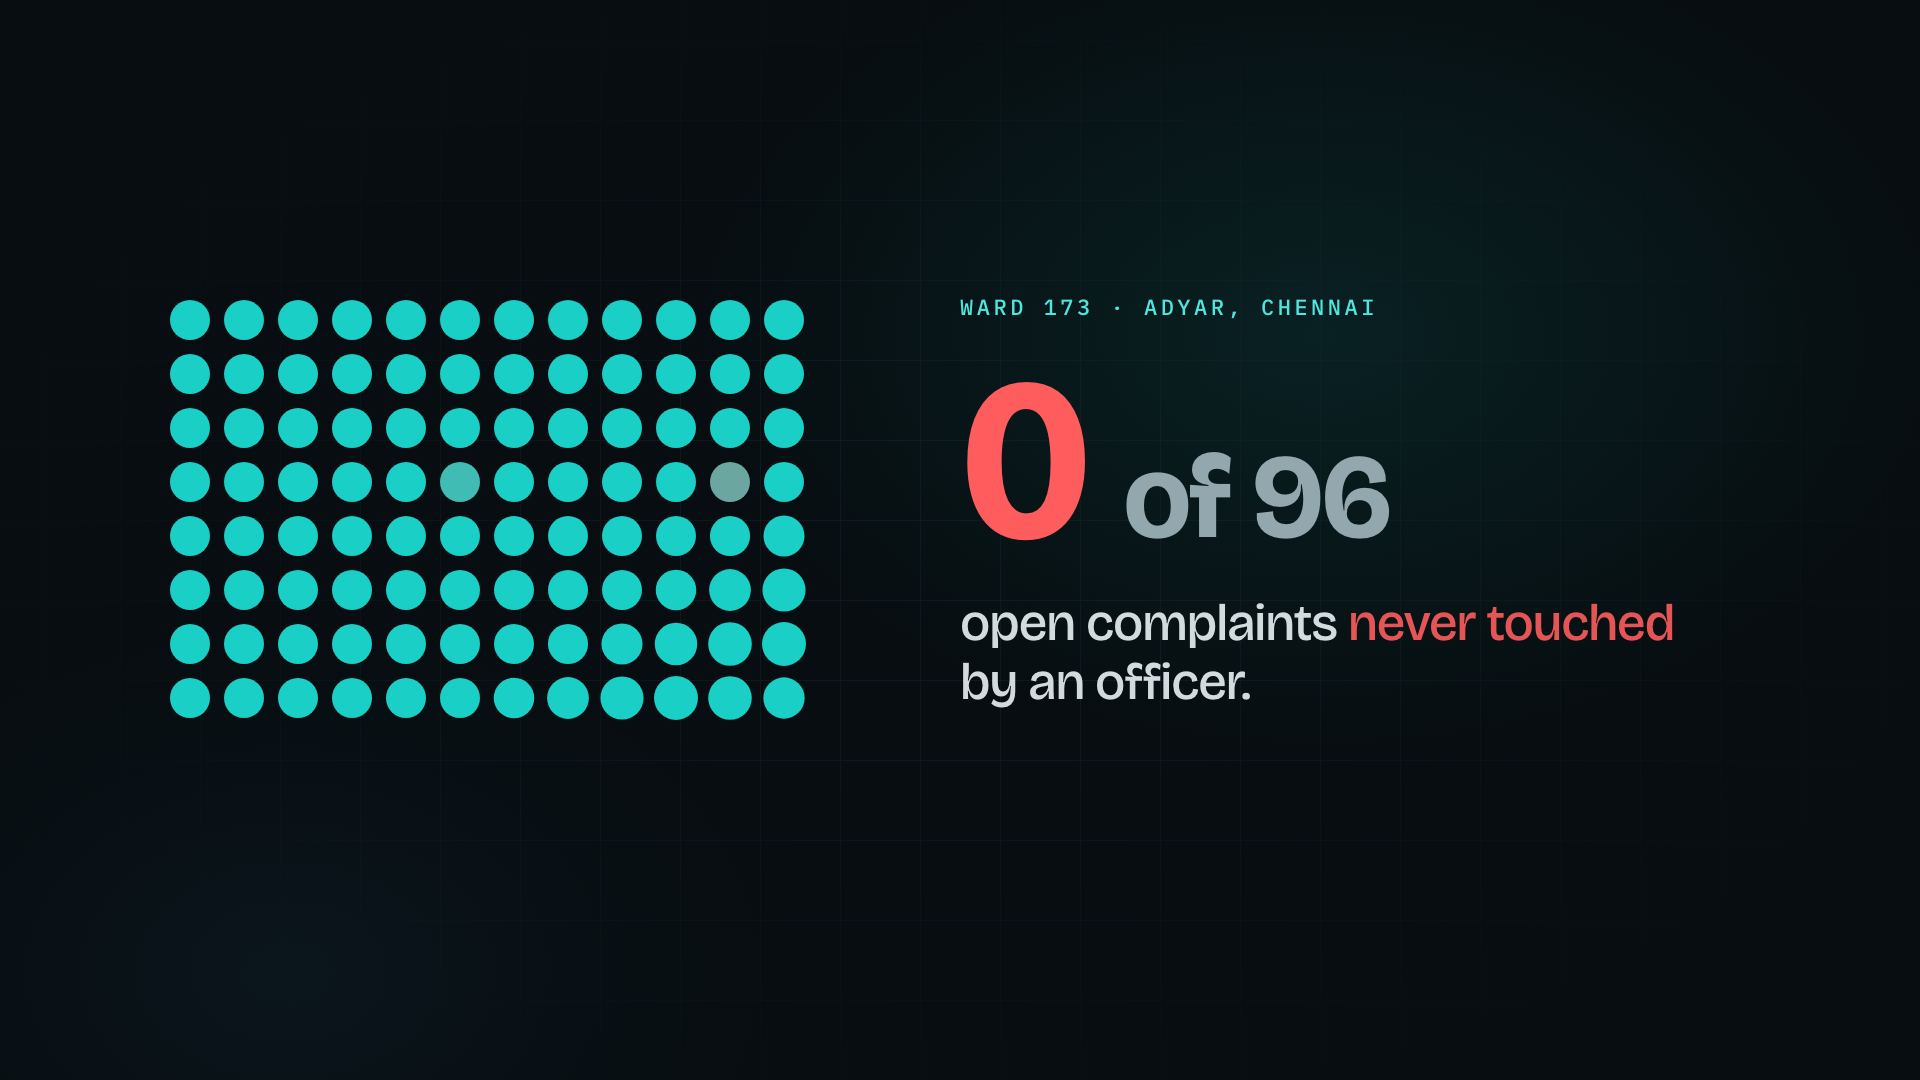 WARD 173 · ADYAR, CHENNAI
0 of 96
open complaints never touched
by an officer.